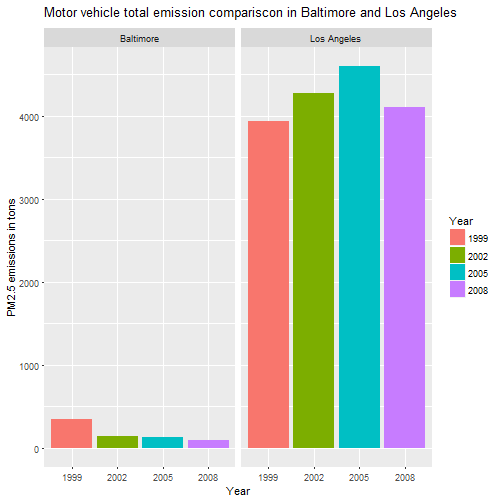 Motor vehicle total emission compariscon in Baltimore and Los Angeles
Baltimore
Los Angeles
PM2.5 emissions in tons
4000
3000
2000
1000
0
1999
2002
2005
2008
1999
2002
2005
2008
Year
Year
1999
2002
2005
2008